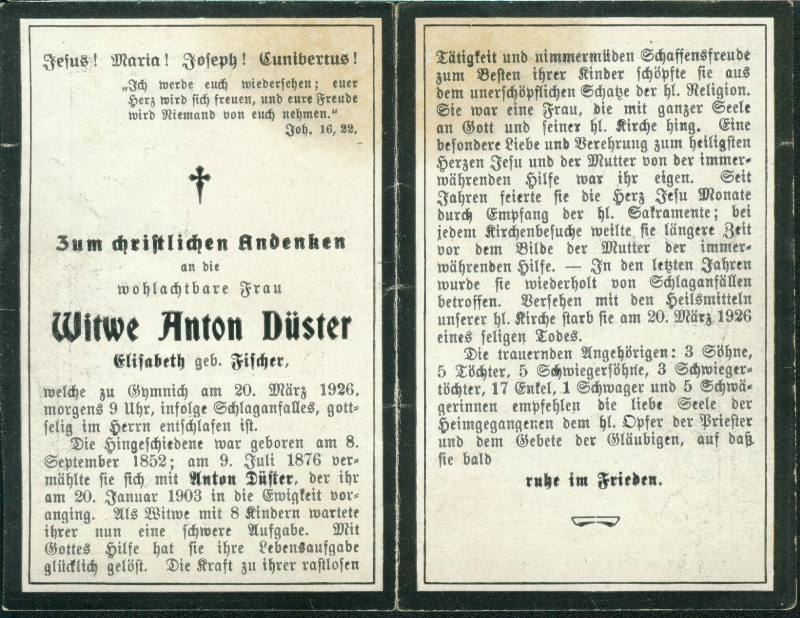 Jesus! Maria! Joseph! Cunibertus!
„Ich werde euch wiedersehen; euer
Herz wird sich freuen, und eure Freude
wird Niemand von euch nehmen."
Joh. 16, 22.
Zum christlichen Andenken
an die
wohlachtbare Frau
Witwe Anton Düster
Elisabeth geb. Fischer,
welche zu Gymnich am 20. März 1926,
morgens 9 Uhr, infolge Schlaganfalles, gott-
selig im Herrn entschlafen ist.
Die Hingeschiedene war geboren am 8.
September 1852; am 9. Juli 1876 ver-
mählte sie sich mit Anton Düster, der ihr
am 20. Januar 1903 in die Ewigkeit vor-
anging. Als Witwe mit 8 Kindern wartete
ihrer nun eine schwere Aufgabe. Mit
Gottes Hilfe hat sie ihre Lebensaufgabe
glücklich gelöst. Die Kraft zu ihrer rastlosen
Tätigkeit und nimmermüden Schaffensfreude
zum Besten ihrer Kinder schöpfte sie aus
dem unerschöpflichen Schatze der hl. Religion.
Sie war eine Frau, die mit ganzer Seele
an Gott und seiner hl. Kirche hing. Eine
besondere Liebe und Verehrung zum heiligsten
Herzen Jesu und der Mutter von der immer-
währenden Hilfe war ihr eigen. Seit
Jahren feierte sie die Herz Jesu Monate
durch Empfang der hl. Sakramente; bei
jedem Kirchenbesuche weilte sie längere Zeit
vor dem Bilde der Mutter der immer-
währenden Hilfe. — In den letzten Jahren
wurde sie wiederholt von Schlaganfällen
betroffen. Versehen mit den Heilsmitteln
unserer hl. Kirche starb sie am 20. März 1926
eines seligen Todes.
Die trauernden Angehörigen: 3 Söhne,
5 Töchter, 5 Schwiegersöhne, 3 Schwieger-
töchter, 17 Enkel, 1 Schwager und 5 Schwä-
gerinnen empfehlen die liebe Seele der
Heimgegangenen dem hl. Opfer der Priester
und dem Gebete der Gläubigen, auf daß
sie bald
ruhe im Frieden.